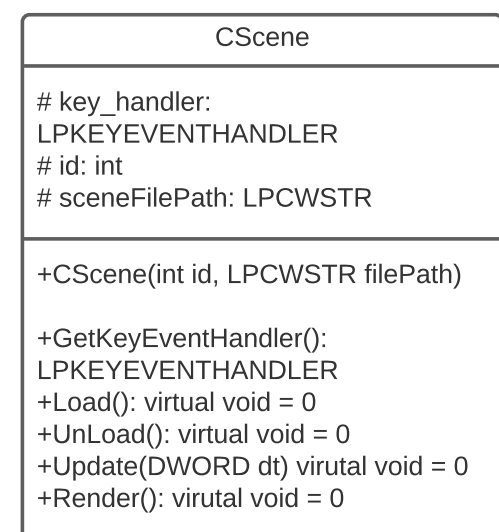 CScene
# key_handler:
LPKEYEVENTHANDLER
# id: int
# sceneFilePath: LPCWSTR
+CScene(int id, LPCWSTR filePath)
+GetKeyEventHandler():
LPKEYEVENTHANDLER
+Load(): virtual void = 0
+UnLoad(): virtual void = 0
+Update(DWORD dt) virutal void = 0
+Render(): virutal void = 0